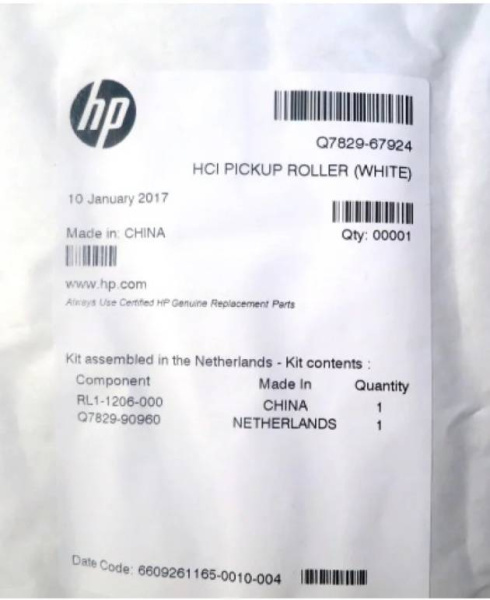 hp
Q7829-67924
HCI PICKUP ROLLER (WHITE)
10 January 2017
Made in: CHINA
Qty: 00001
www.hp.com
Always Use Certified HP Genuine Replacement Parts
Kit assembled in the Netherlands - Kit contents :
Component Made In Quantity
RL1-1206-000 CHINA 1
Q7829-90960 NETHERLANDS 1
Date Code: 6609261165-0010-004